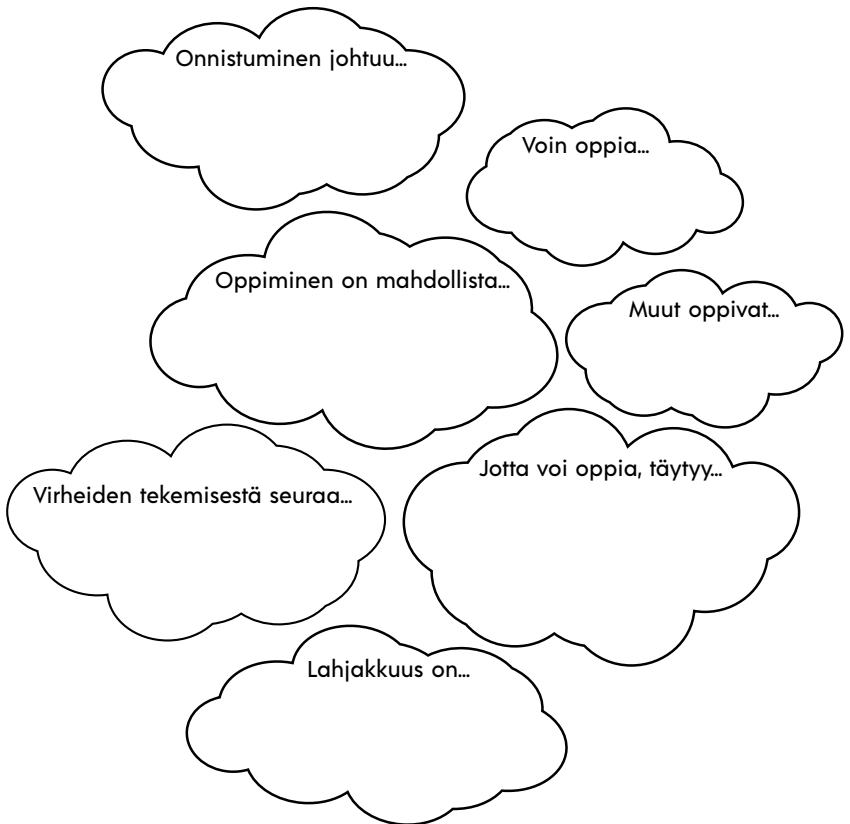 Onnistuminen johtuu...
Voin oppia...
Oppiminen on mahdollista...
Muut oppivat...
Virheiden tekemisestä seuraa...
Jotta voi oppia, täytyy...
Lahjakkuus on...